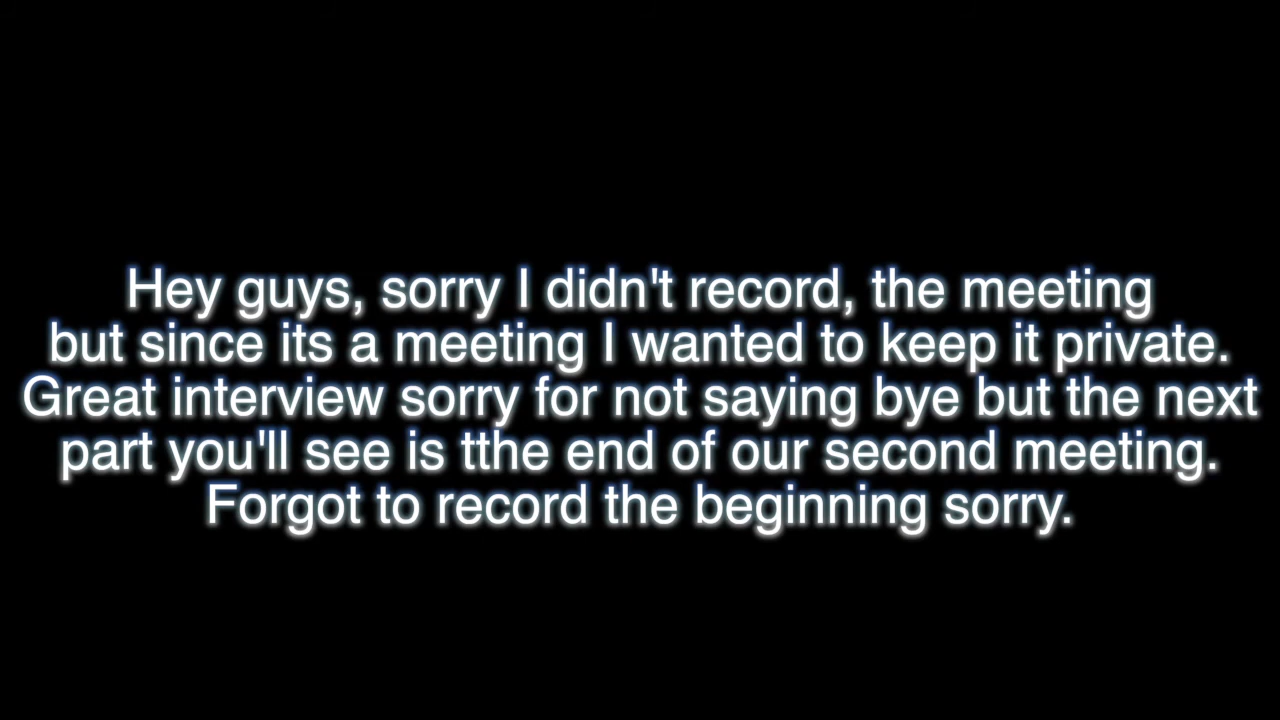 Hey guys, sorry I didn't record, the meeting
but since its a meeting I wanted to keep it private.
Great interview sorry for not saying bye but the next
part you'll see is tthe end of our second meeting.
Forgot to record the beginning sorry.